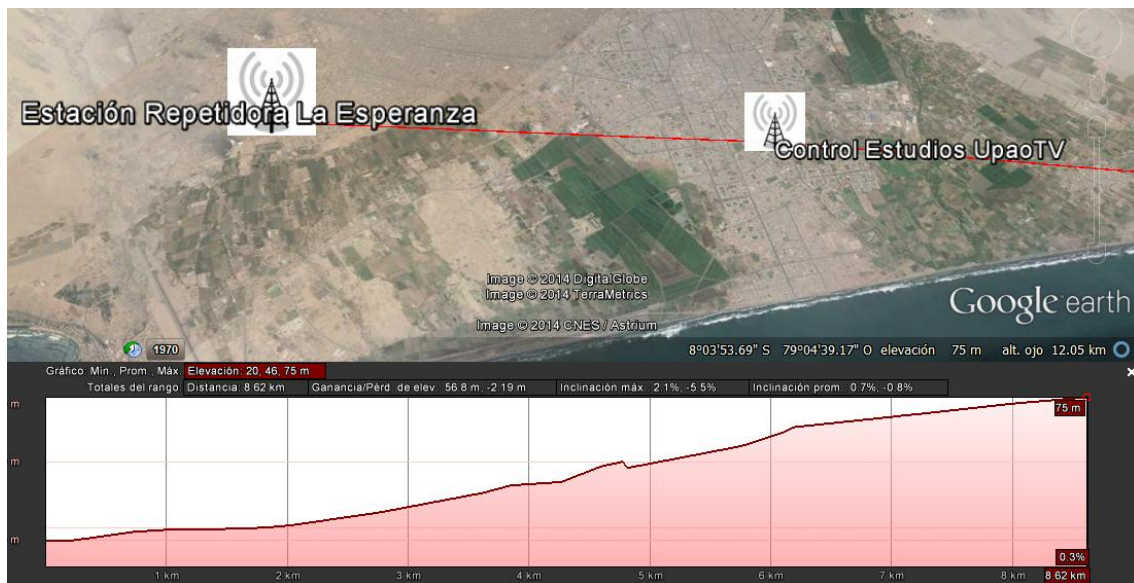 Estación Repetidora La Esperanza
Control Estudios UpaoTV
Image © 2014 DigitalGlobe
Image © 2014 TerraMetrics
Image © 2014 CNES / Astrium
Google earth
1970
8°03'53.69" S 79°04'39.17" O elevación 75 m alt. ojo 12.05 km
Gráfico: Mín., Prom., Máx. Elevación: 20, 46, 75 m
Totales del rango: Distancia: 8.62 km Ganancia/Pérd. de elev.: 56.8 m, -2.19 m Inclinación máx.: 2.1%, -5.5% Inclinación prom.: 0.7%, -0.8%
m
75 m
m
m
0.3%
1 km 2 km 3 km 4 km 5 km 6 km 7 km 8 km 8.62 km